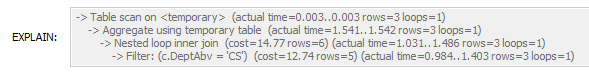 EXPLAIN:
-> Table scan on <temporary>  (actual time=0.003..0.003 rows=3 loops=1)
-> Aggregate using temporary table  (actual time=1.541..1.542 rows=3 loops=1)
-> Nested loop inner join  (cost=14.77 rows=6) (actual time=1.031..1.486 rows=3 loops=1)
-> Filter: (c.DeptAbv = 'CS')  (cost=12.74 rows=5) (actual time=0.984..1.403 rows=3 loops=1)